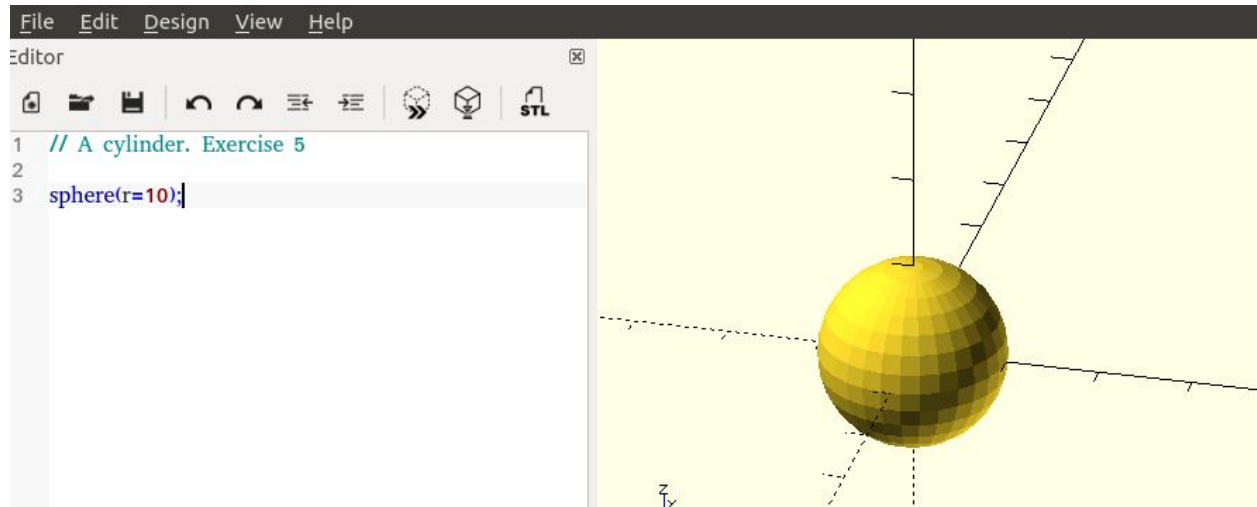 File Edit Design View Help
Editor
STL
1 // A cylinder. Exercise 5
2
3 sphere(r=10);
z